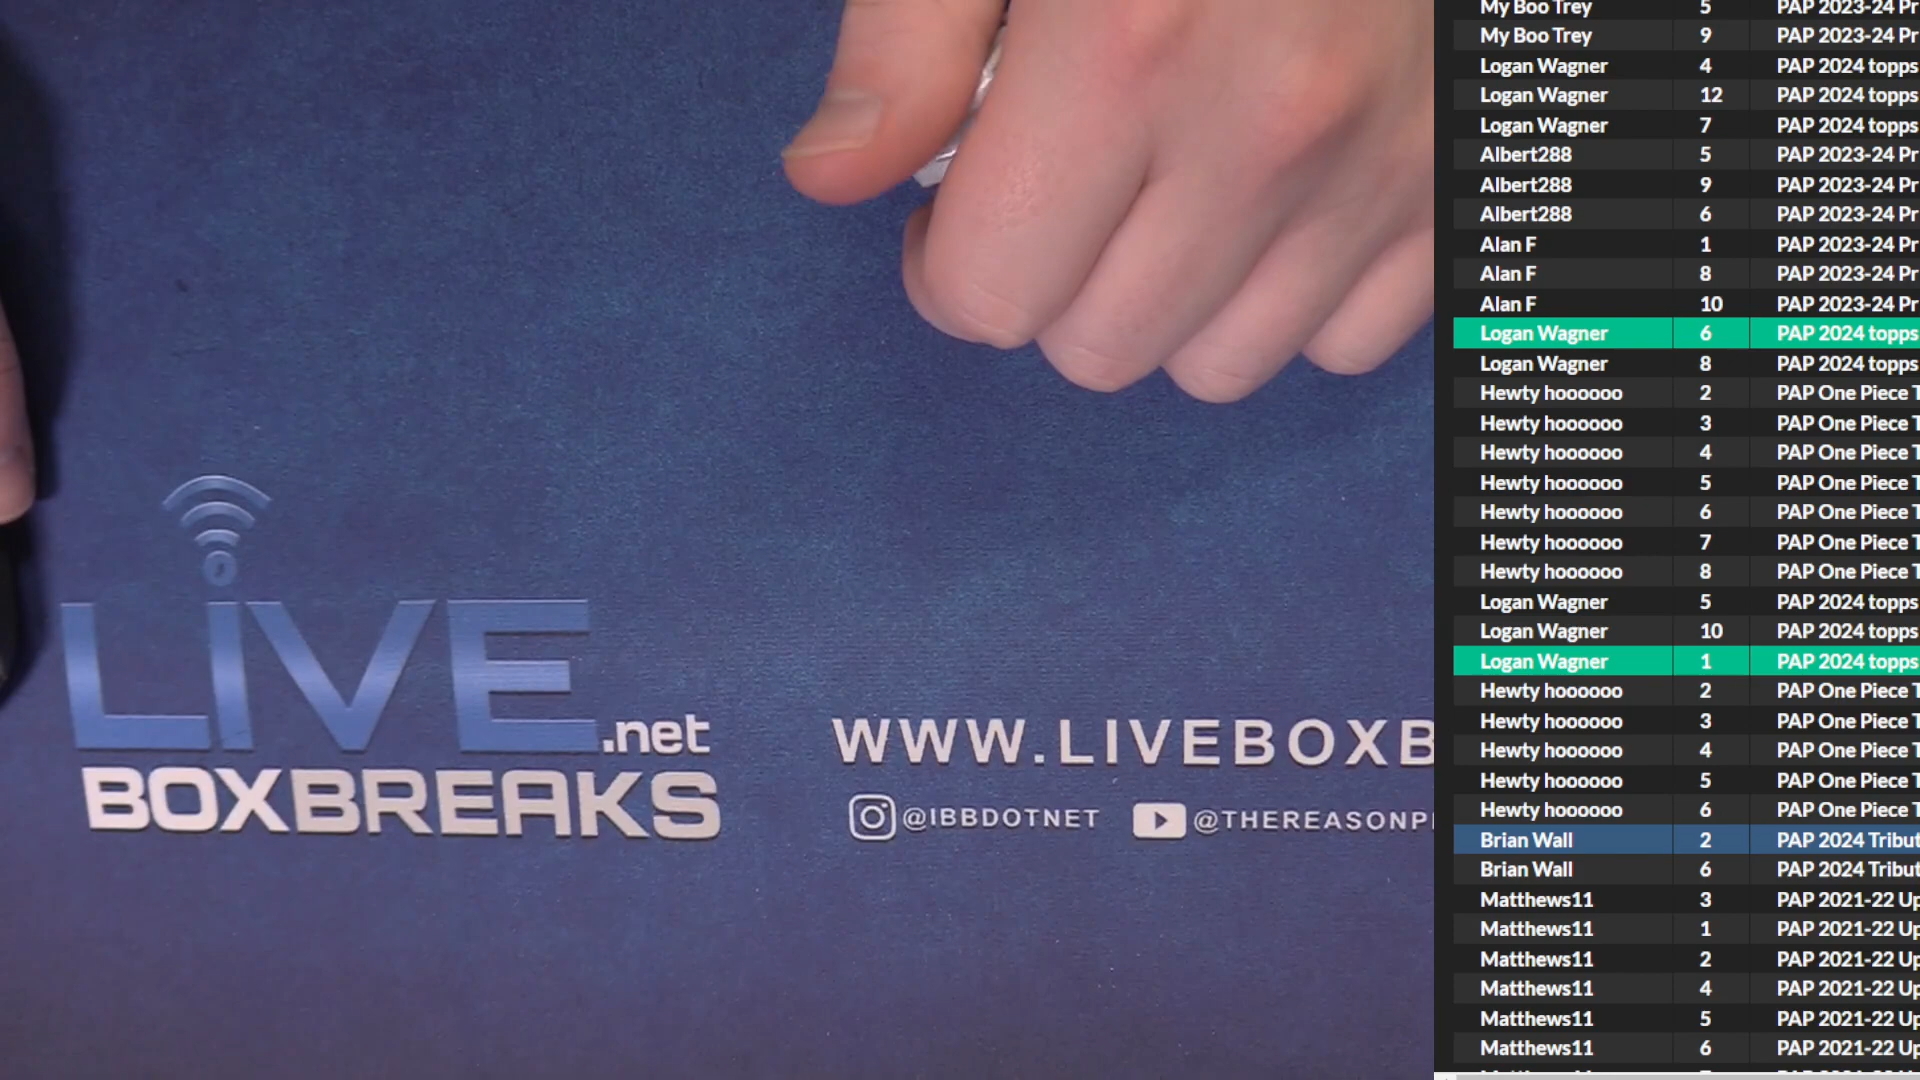 LIVE
.net
BOXBREAKS
WWW.LIVEBOXB
@IBBDOTNET @THEREASONP
My Boo Trey 5 PAP 2023-24 Pr
My Boo Trey 9 PAP 2023-24 Pr
Logan Wagner 4 PAP 2024 topps
Logan Wagner 12 PAP 2024 topps
Logan Wagner 7 PAP 2024 topps
Albert288 5 PAP 2023-24 Pr
Albert288 9 PAP 2023-24 Pr
Albert288 6 PAP 2023-24 Pr
Alan F 1 PAP 2023-24 Pr
Alan F 8 PAP 2023-24 Pr
Alan F 10 PAP 2023-24 Pr
Logan Wagner 6 PAP 2024 topps
Logan Wagner 8 PAP 2024 topps
Hewty hoooooo 2 PAP One Piece T
Hewty hoooooo 3 PAP One Piece T
Hewty hoooooo 4 PAP One Piece T
Hewty hoooooo 5 PAP One Piece T
Hewty hoooooo 6 PAP One Piece T
Hewty hoooooo 7 PAP One Piece T
Hewty hoooooo 8 PAP One Piece T
Logan Wagner 5 PAP 2024 topps
Logan Wagner 10 PAP 2024 topps
Logan Wagner 1 PAP 2024 topps
Hewty hoooooo 2 PAP One Piece T
Hewty hoooooo 3 PAP One Piece T
Hewty hoooooo 4 PAP One Piece T
Hewty hoooooo 5 PAP One Piece T
Hewty hoooooo 6 PAP One Piece T
Brian Wall 2 PAP 2024 Tribut
Brian Wall 6 PAP 2024 Tribut
Matthews11 3 PAP 2021-22 Up
Matthews11 1 PAP 2021-22 Up
Matthews11 2 PAP 2021-22 Up
Matthews11 4 PAP 2021-22 Up
Matthews11 5 PAP 2021-22 Up
Matthews11 6 PAP 2021-22 Up